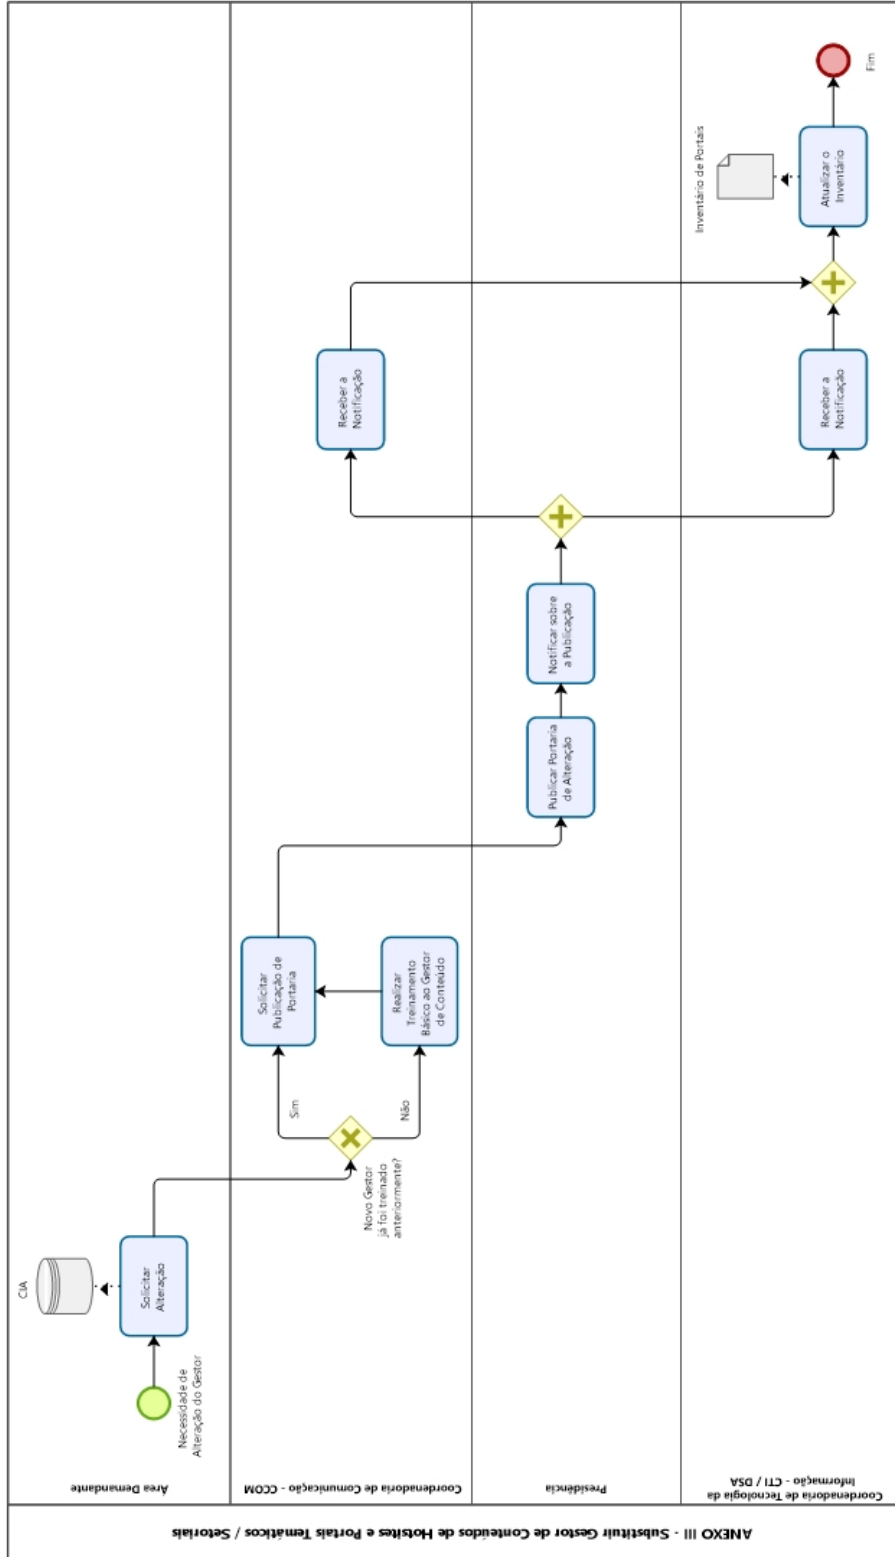 ANEXO III - Substituir Gestor de Conteúdos de Hotsites e Portais Temáticos / Setoriais
Área Demandante
Necessidade de
Alteração do Gestor
Solicitar
Alteração
CIA
Coordenadoria de Comunicação - CCOM
Novo Gestor
já foi treinado
anteriormente?
Sim
Não
Solicitar
Publicação de
Portaria
Realizar
Treinamento
Básico ao Gestor
de Conteúdo
Receber a
Notificação
Presidência
Publicar Portaria
de Alteração
Notificar sobre
a Publicação
Coordenadoria de Tecnologia da
Informação - CTI / DSA
Receber a
Notificação
Atualizar o
Inventário
Inventário de Portais
Fim